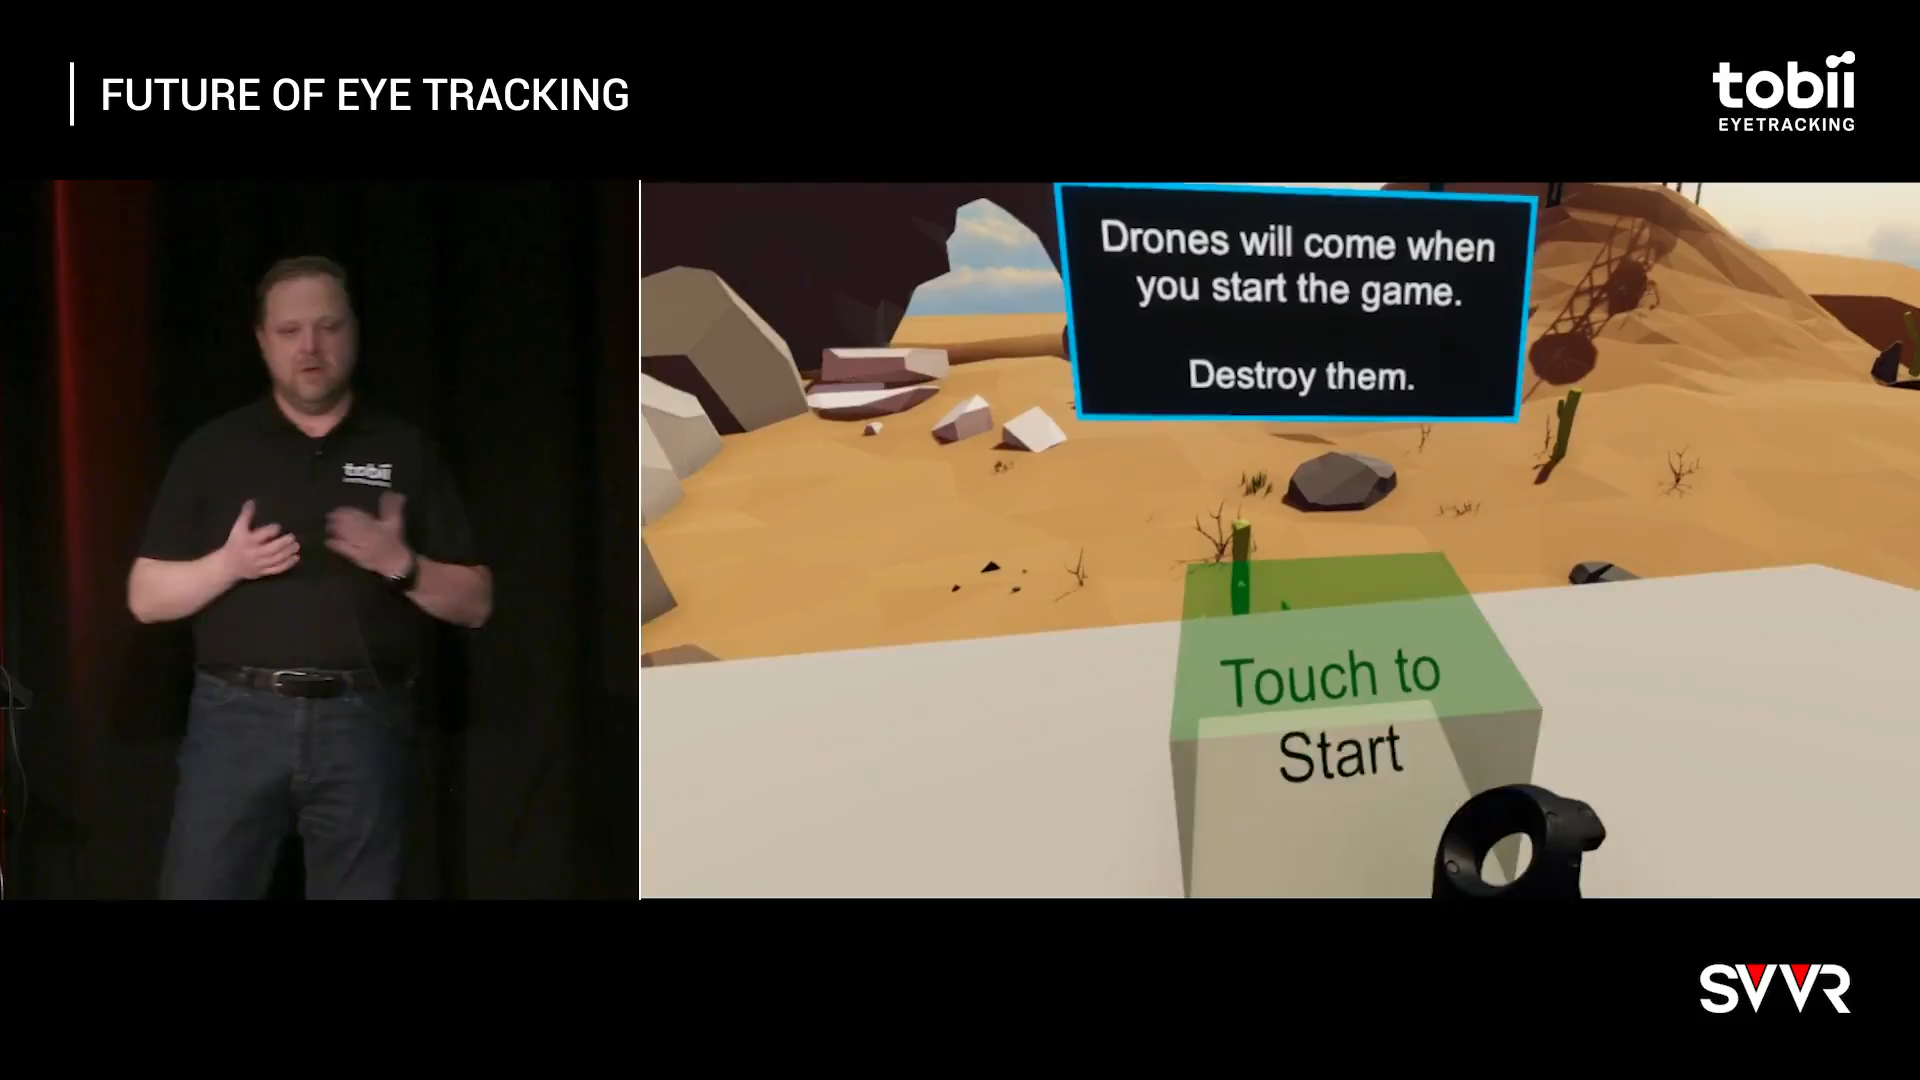 FUTURE OF EYE TRACKING
tobii
EYETRACKING
tobii
Drones will come when
you start the game.
Destroy them.
Touch to
Start
SVVR